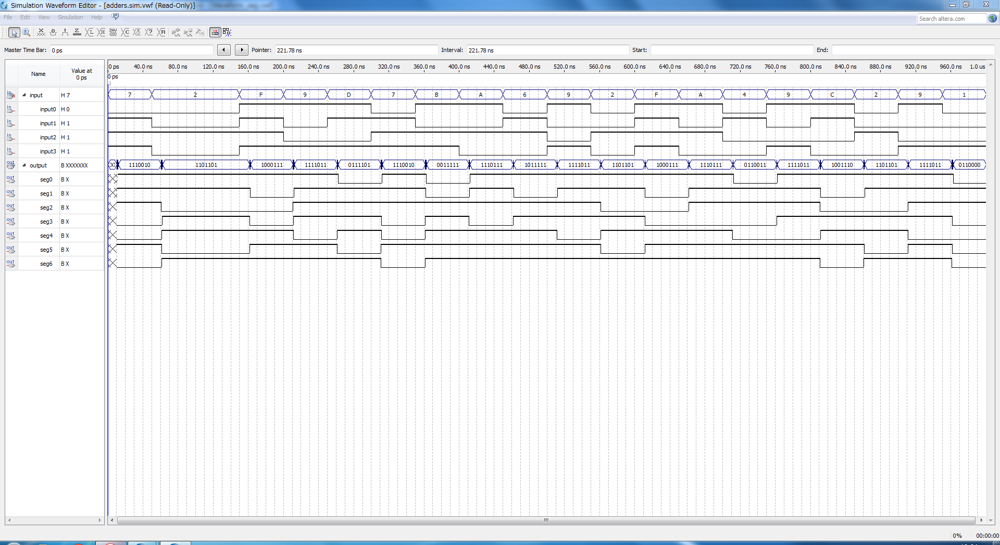 Simulation Waveform Editor - [adders.sim.vwf (Read-Only)]
File Edit View Simulation Help
Search altera.com
Master Time Bar: 0 ps Pointer: 221.78 ns Interval: 221.78 ns Start: End:
Name Value at 0 ps
0 ps 40.0 ns 80.0 ns 120.0 ns 160.0 ns 200.0 ns 240.0 ns 280.0 ns 320.0 ns 360.0 ns 400.0 ns 440.0 ns 480.0 ns 520.0 ns 560.0 ns 600.0 ns 640.0 ns 680.0 ns 720.0 ns 760.0 ns 800.0 ns 840.0 ns 880.0 ns 920.0 ns 960.0 ns 1.0 us
0 ps
input H 7 7 2 F 9 D 7 B A 6 9 2 F A 4 9 C 2 9 1
input0 H 0
input1 H 1
input2 H 1
input3 H 1
output B XXXXXXX X 1110010 1101101 1000111 1111011 0111101 1110010 0011111 1110111 1011111 1111011 1101101 1000111 1110111 0110011 1111011 1001110 1101101 1111011 0110000
seg0 B X
seg1 B X
seg2 B X
seg3 B X
seg4 B X
seg5 B X
seg6 B X
0% 00:00:00